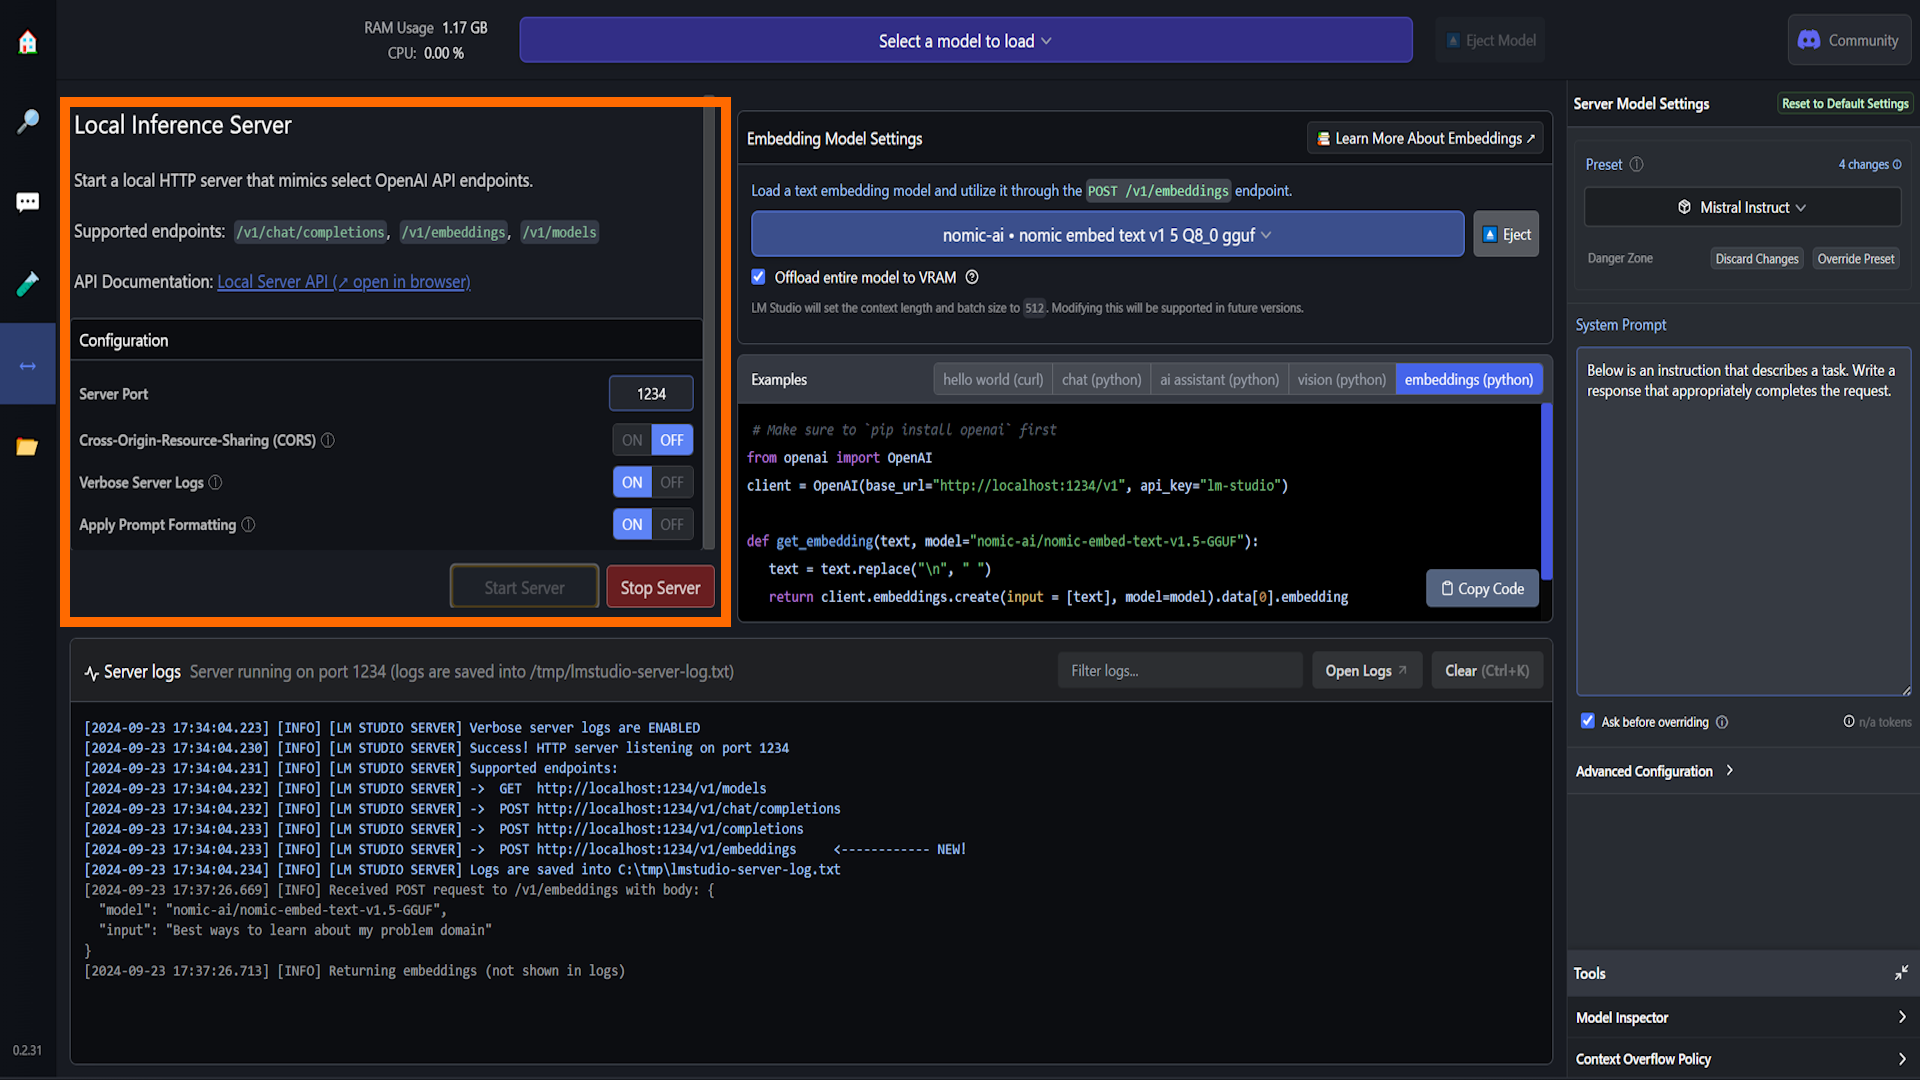 RAM Usage 1.17 GB
CPU: 0.00 %
Select a model to load
Eject Model
Community
Local Inference Server
Start a local HTTP server that mimics select OpenAI API endpoints.
Supported endpoints: /v1/chat/completions, /v1/embeddings, /v1/models
API Documentation: Local Server API (↗ open in browser)
Configuration
Server Port 1234
Cross-Origin-Resource-Sharing (CORS) ON OFF
Verbose Server Logs ON OFF
Apply Prompt Formatting ON OFF
Start Server Stop Server
Embedding Model Settings Learn More About Embeddings ↗
Load a text embedding model and utilize it through the POST /v1/embeddings endpoint.
nomic-ai • nomic embed text v1 5 Q8_0 gguf
Eject
Offload entire model to VRAM
LM Studio will set the context length and batch size to 512. Modifying this will be supported in future versions.
Examples hello world (curl) chat (python) ai assistant (python) vision (python) embeddings (python)
# Make sure to `pip install openai` first
from openai import OpenAI
client = OpenAI(base_url="http://localhost:1234/v1", api_key="lm-studio")
def get_embedding(text, model="nomic-ai/nomic-embed-text-v1.5-GGUF"):
text = text.replace("\n", " ")
return client.embeddings.create(input = [text], model=model).data[0].embedding
Copy Code
Server logs Server running on port 1234 (logs are saved into /tmp/lmstudio-server-log.txt)
Filter logs... Open Logs ↗ Clear (Ctrl+K)
[2024-09-23 17:34:04.223] [INFO] [LM STUDIO SERVER] Verbose server logs are ENABLED
[2024-09-23 17:34:04.230] [INFO] [LM STUDIO SERVER] Success! HTTP server listening on port 1234
[2024-09-23 17:34:04.231] [INFO] [LM STUDIO SERVER] Supported endpoints:
[2024-09-23 17:34:04.232] [INFO] [LM STUDIO SERVER] -> GET http://localhost:1234/v1/models
[2024-09-23 17:34:04.232] [INFO] [LM STUDIO SERVER] -> POST http://localhost:1234/v1/chat/completions
[2024-09-23 17:34:04.233] [INFO] [LM STUDIO SERVER] -> POST http://localhost:1234/v1/completions
[2024-09-23 17:34:04.233] [INFO] [LM STUDIO SERVER] -> POST http://localhost:1234/v1/embeddings <------------ NEW!
[2024-09-23 17:34:04.234] [INFO] [LM STUDIO SERVER] Logs are saved into C:\tmp\lmstudio-server-log.txt
[2024-09-23 17:37:26.669] [INFO] Received POST request to /v1/embeddings with body: {
"model": "nomic-ai/nomic-embed-text-v1.5-GGUF",
"input": "Best ways to learn about my problem domain"
}
[2024-09-23 17:37:26.713] [INFO] Returning embeddings (not shown in logs)
0.2.31
Server Model Settings Reset to Default Settings
Preset 4 changes
Mistral Instruct
Danger Zone Discard Changes Override Preset
System Prompt
Below is an instruction that describes a task. Write a
response that appropriately completes the request.
Ask before overriding n/a tokens
Advanced Configuration
Tools
Model Inspector
Context Overflow Policy